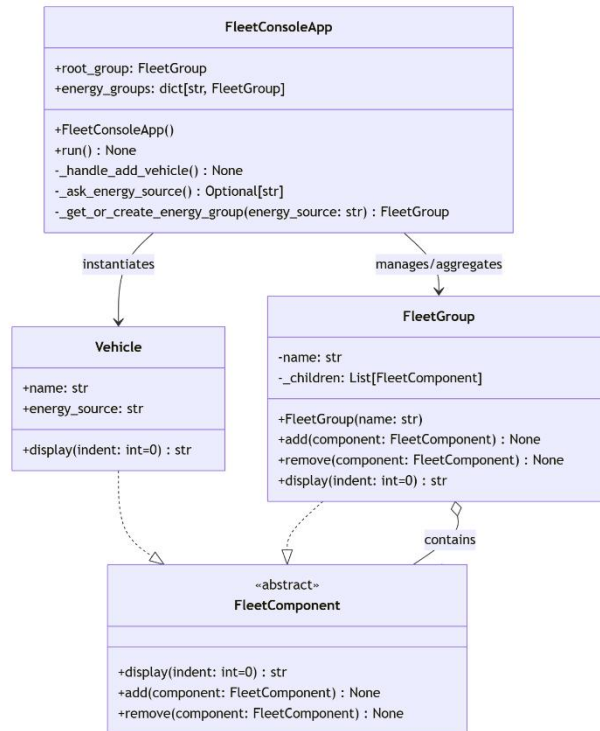 FleetConsoleApp
+root_group: FleetGroup
+energy_groups: dict[str, FleetGroup]
+FleetConsoleApp()
+run() : None
-_handle_add_vehicle() : None
-_ask_energy_source() : Optional[str]
-_get_or_create_energy_group(energy_source: str) : FleetGroup
instantiates
manages/aggregates
Vehicle
+name: str
+energy_source: str
+display(indent: int=0) : str
FleetGroup
-name: str
-_children: List[FleetComponent]
+FleetGroup(name: str)
+add(component: FleetComponent) : None
+remove(component: FleetComponent) : None
+display(indent: int=0) : str
contains
«abstract»
FleetComponent
+display(indent: int=0) : str
+add(component: FleetComponent) : None
+remove(component: FleetComponent) : None